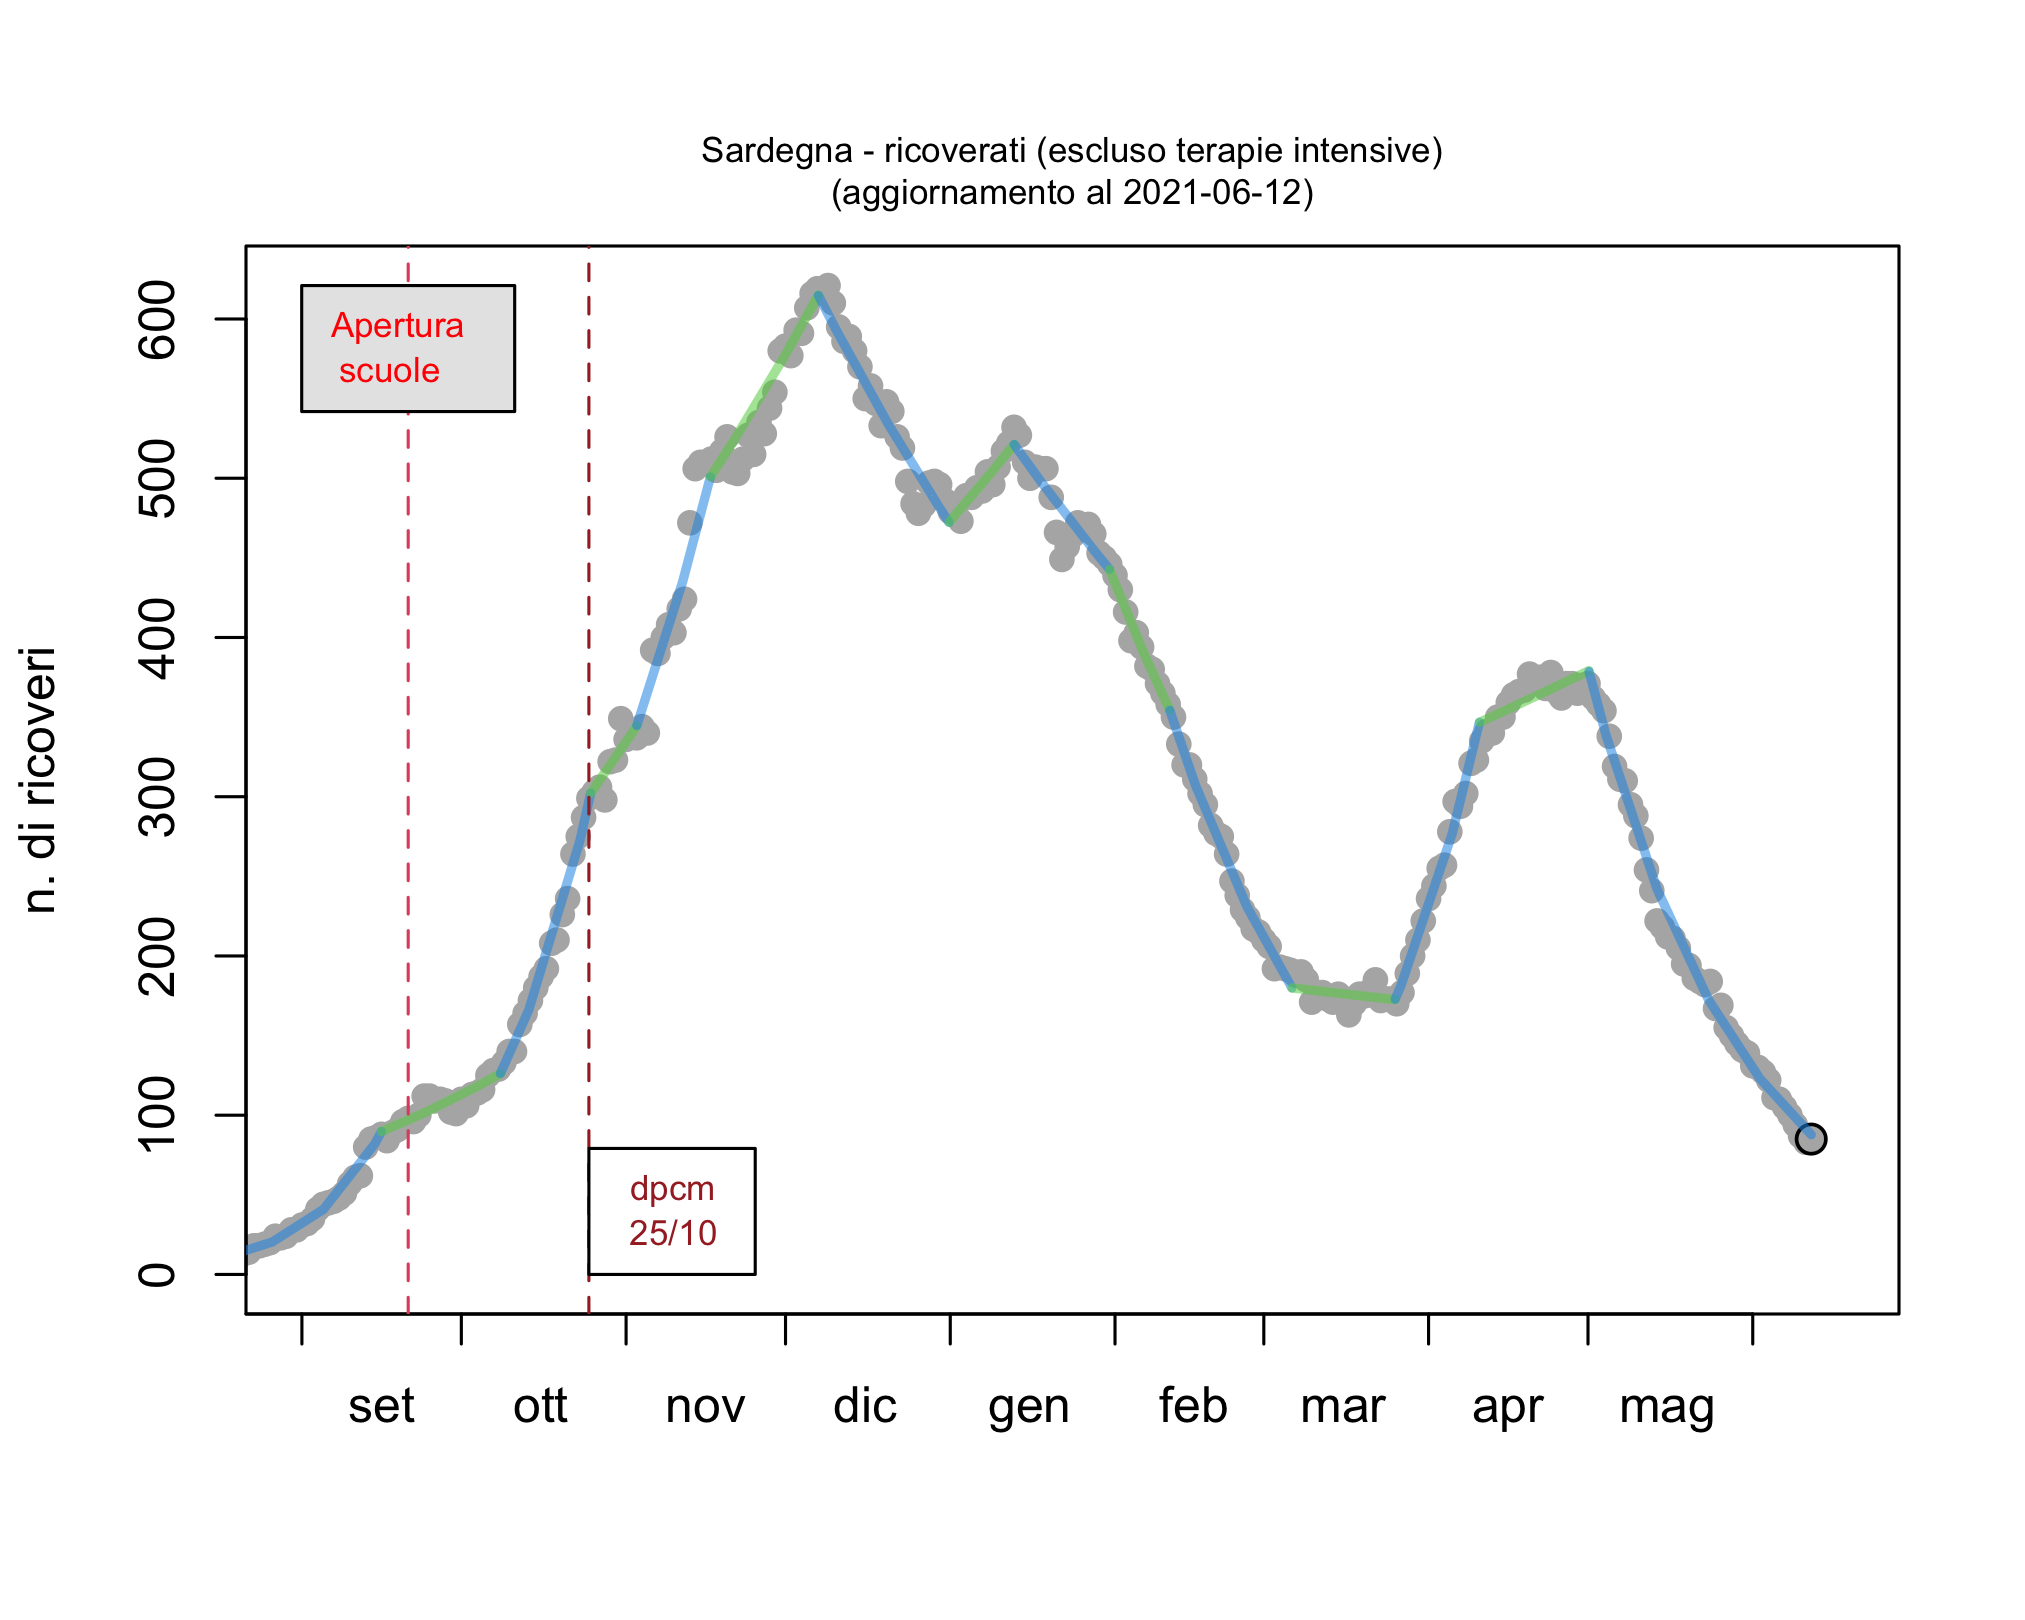 Sardegna - ricoverati (escluso terapie intensive)
(aggiornamento al 2021-06-12)
n. di ricoveri
600
500
400
300
200
100
0
Apertura
scuole
dpcm
25/10
set ott nov dic gen feb mar apr mag